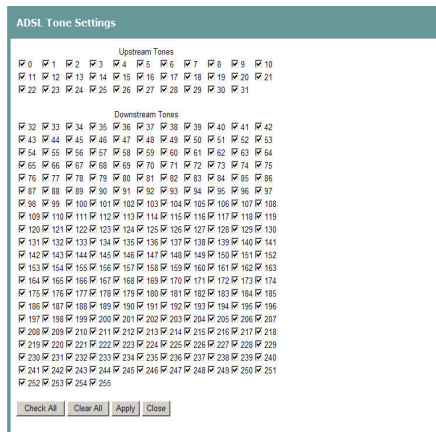 ADSL Tone Settings
Upstream Tones
0 1 2 3 4 5 6 7 8 9 10
11 12 13 14 15 16 17 18 19 20 21
22 23 24 25 26 27 28 29 30 31
Downstream Tones
32 33 34 35 36 37 38 39 40 41 42
43 44 45 46 47 48 49 50 51 52 53
54 55 56 57 58 59 60 61 62 63 64
65 66 67 68 69 70 71 72 73 74 75
76 77 78 79 80 81 82 83 84 85 86
87 88 89 90 91 92 93 94 95 96 97
98 99 100 101 102 103 104 105 106 107 108
109 110 111 112 113 114 115 116 117 118 119
120 121 122 123 124 125 126 127 128 129 130
131 132 133 134 135 136 137 138 139 140 141
142 143 144 145 146 147 148 149 150 151 152
153 154 155 156 157 158 159 160 161 162 163
164 165 166 167 168 169 170 171 172 173 174
175 176 177 178 179 180 181 182 183 184 185
186 187 188 189 190 191 192 193 194 195 196
197 198 199 200 201 202 203 204 205 206 207
208 209 210 211 212 213 214 215 216 217 218
219 220 221 222 223 224 225 226 227 228 229
230 231 232 233 234 235 236 237 238 239 240
241 242 243 244 245 246 247 248 249 250 251
252 253 254 255
Check All Clear All Apply Close